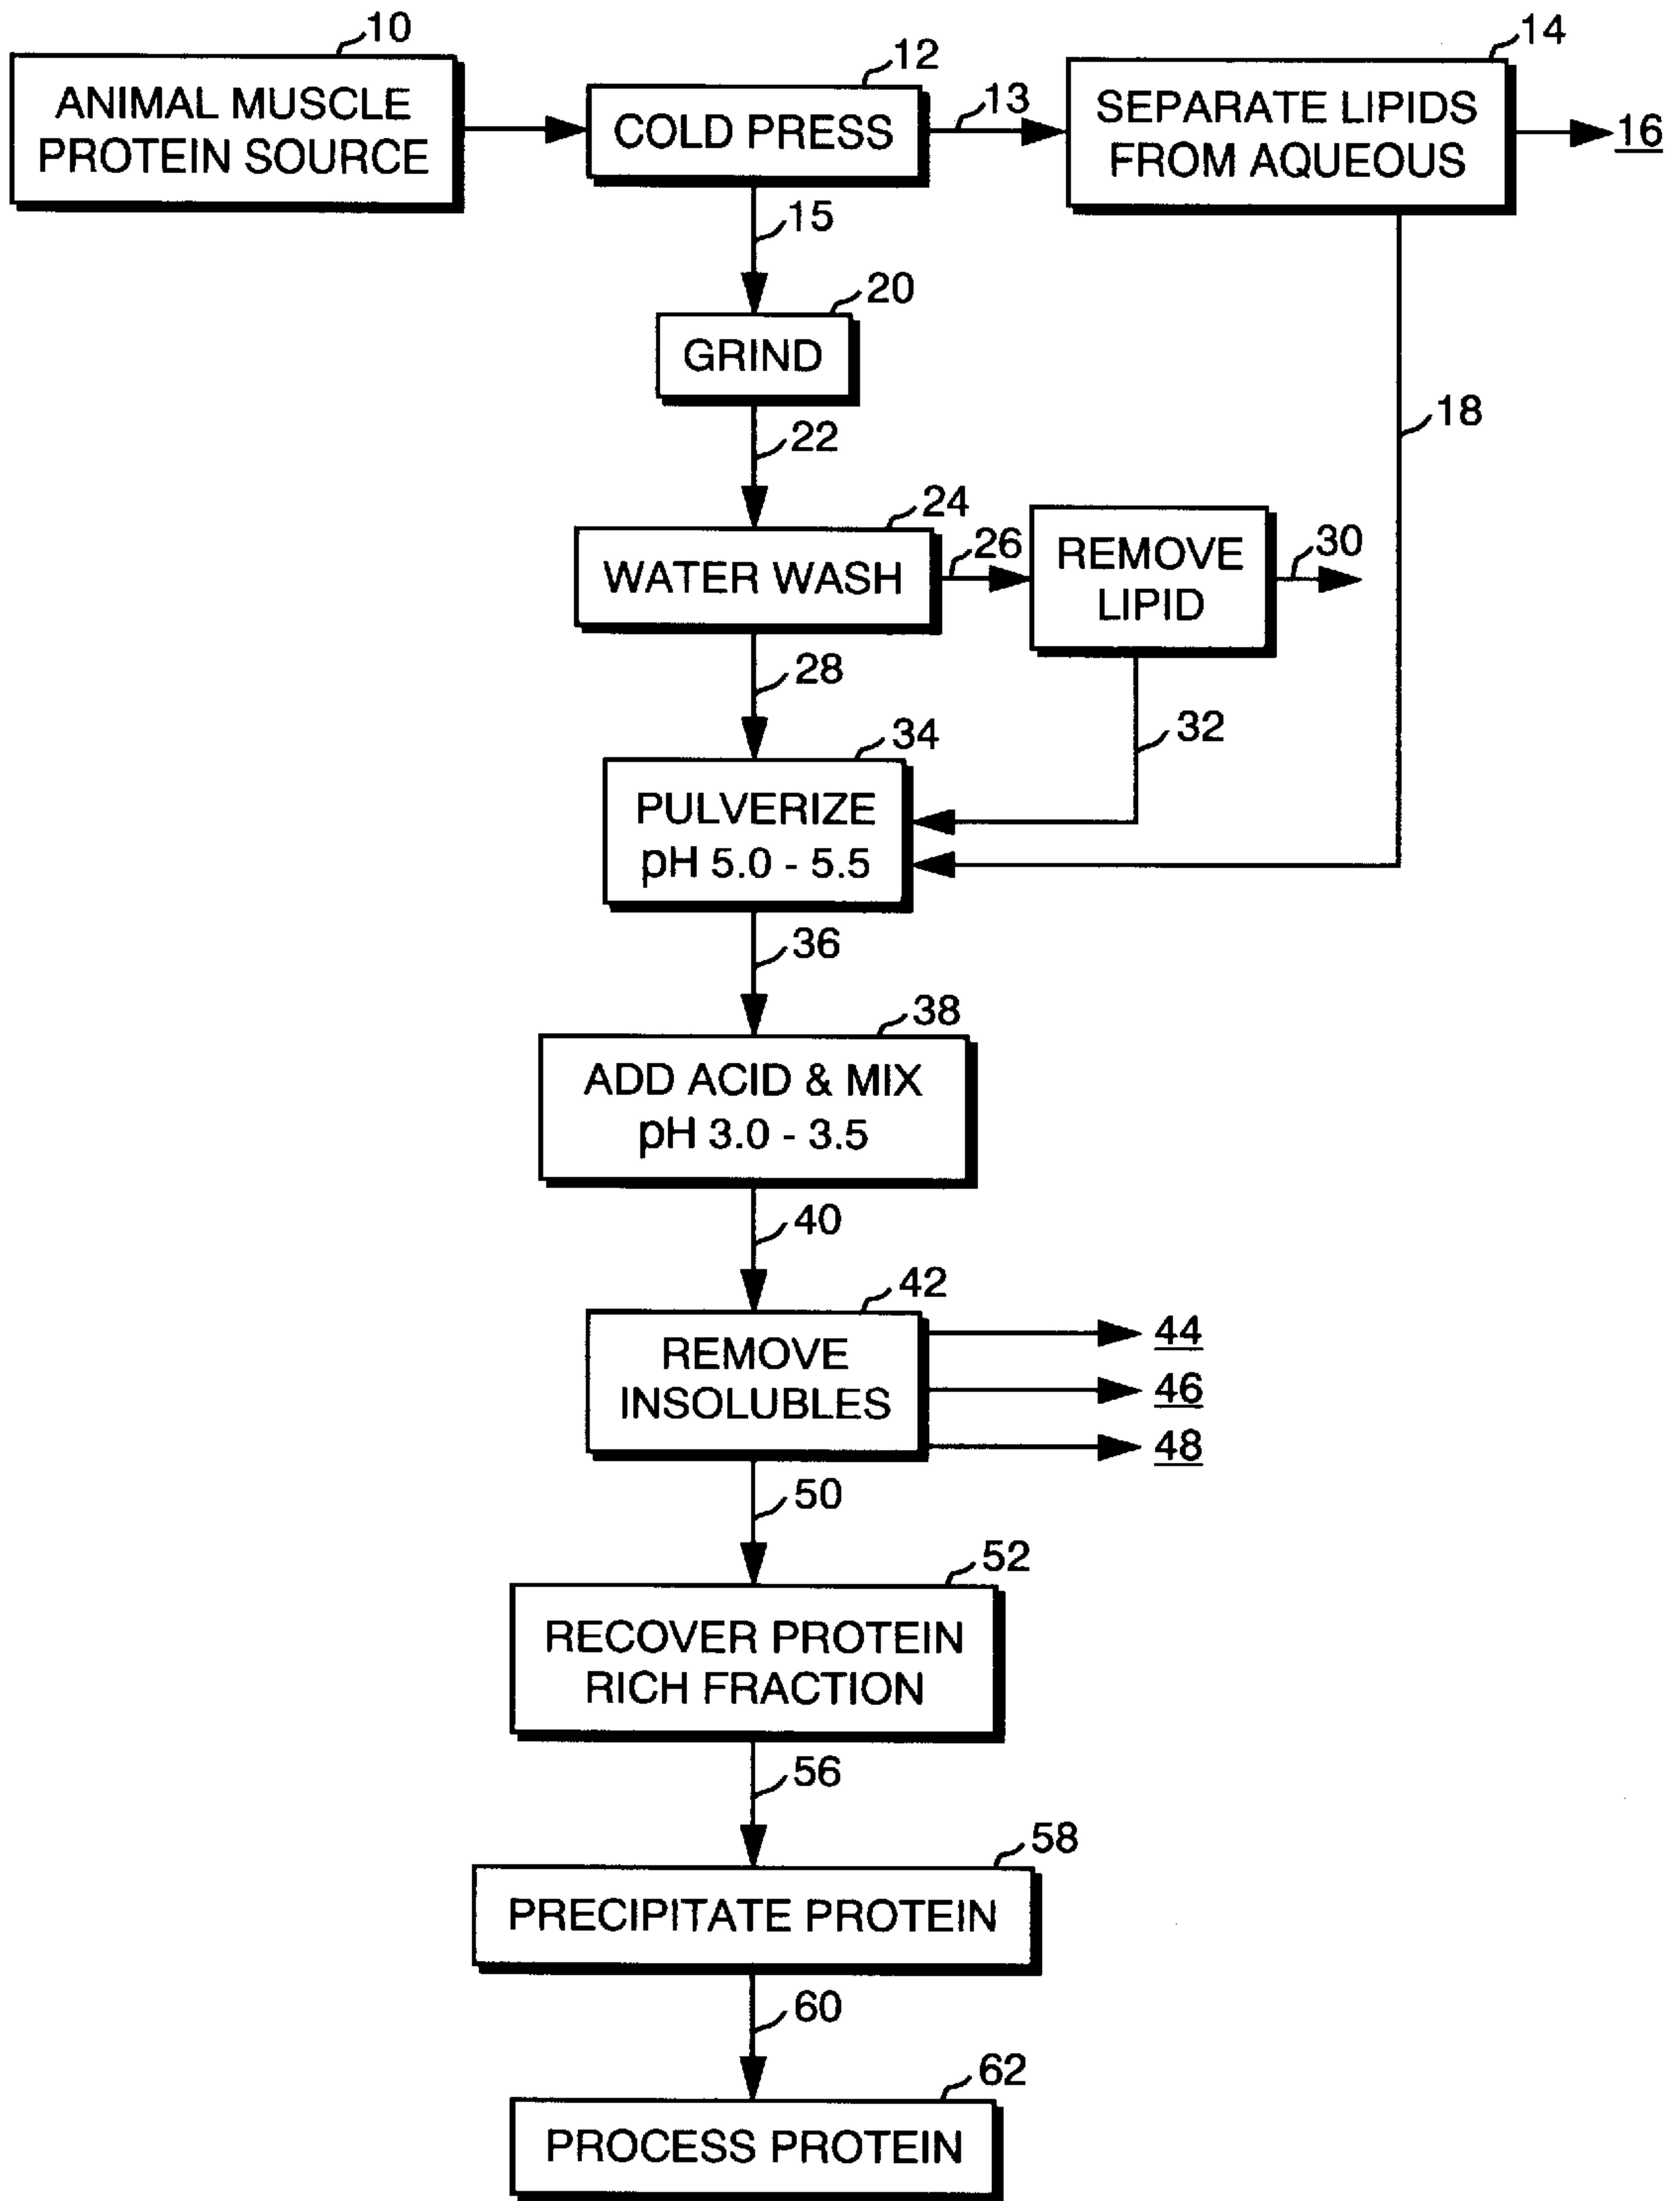 10
ANIMAL MUSCLE
PROTEIN SOURCE
12
COLD PRESS
13
14
SEPARATE LIPIDS
FROM AQUEOUS
16
15
18
20
GRIND
22
24
WATER WASH
26
REMOVE
LIPID
30
28
32
34
PULVERIZE
pH 5.0 - 5.5
36
38
ADD ACID & MIX
pH 3.0 - 3.5
40
42
REMOVE
INSOLUBLES
44
46
48
50
52
RECOVER PROTEIN
RICH FRACTION
56
58
PRECIPITATE PROTEIN
60
62
PROCESS PROTEIN